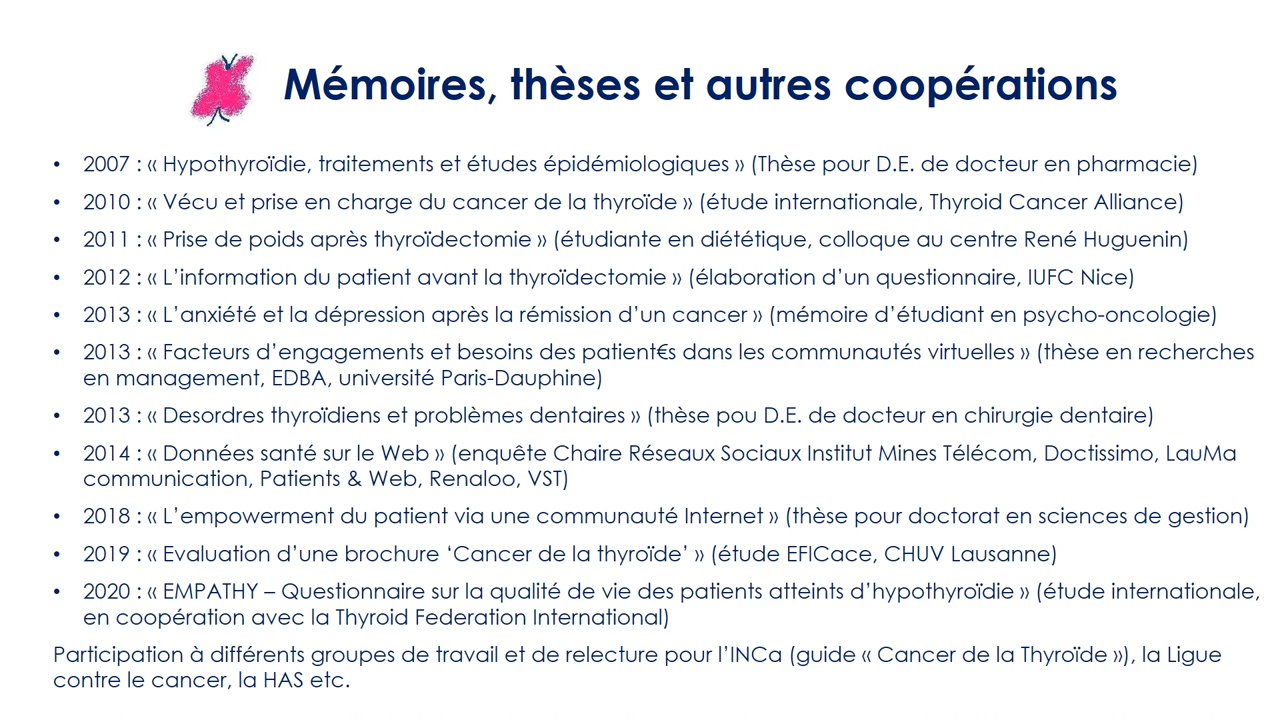 Mémoires, thèses et autres coopérations
• 2007 : « Hypothyroïdie, traitements et études épidémiologiques » (Thèse pour D.E. de docteur en pharmacie)
• 2010 : « Vécu et prise en charge du cancer de la thyroïde » (étude internationale, Thyroid Cancer Alliance)
• 2011 : « Prise de poids après thyroïdectomie » (étudiante en diététique, colloque au centre René Huguenin)
• 2012 : « L’information du patient avant la thyroïdectomie » (élaboration d’un questionnaire, IUFC Nice)
• 2013 : « L’anxiété et la dépression après la rémission d’un cancer » (mémoire d’étudiant en psycho-oncologie)
• 2013 : « Facteurs d’engagements et besoins des patient€s dans les communautés virtuelles » (thèse en recherches
en management, EDBA, université Paris-Dauphine)
• 2013 : « Desordres thyroïdiens et problèmes dentaires » (thèse pou D.E. de docteur en chirurgie dentaire)
• 2014 : « Données santé sur le Web » (enquête Chaire Réseaux Sociaux Institut Mines Télécom, Doctissimo, LauMa
communication, Patients & Web, Renaloo, VST)
• 2018 : « L’empowerment du patient via une communauté Internet » (thèse pour doctorat en sciences de gestion)
• 2019 : « Evaluation d’une brochure ‘Cancer de la thyroïde’ » (étude EFICace, CHUV Lausanne)
• 2020 : « EMPATHY – Questionnaire sur la qualité de vie des patients atteints d’hypothyroïdie » (étude internationale,
en coopération avec la Thyroid Federation International)
Participation à différents groupes de travail et de relecture pour l’INCa (guide « Cancer de la Thyroïde »), la Ligue
contre le cancer, la HAS etc.